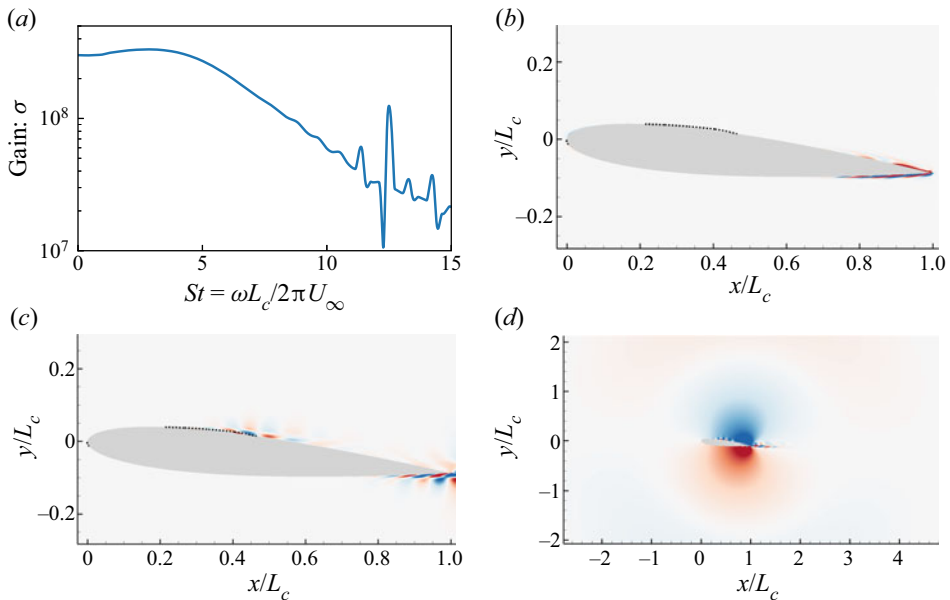 (a)
Gain: σ
10^8
10^7
0 5 10 15
St = ωL_c/2πU_∞
(b)
y/L_c
0.2
0
−0.2
0 0.2 0.4 0.6 0.8 1.0
x/L_c
(c)
y/L_c
0.2
0
−0.2
0 0.2 0.4 0.6 0.8 1.0
x/L_c
(d)
y/L_c
2
1
0
−1
−2
−2 −1 0 1 2 3 4
x/L_c